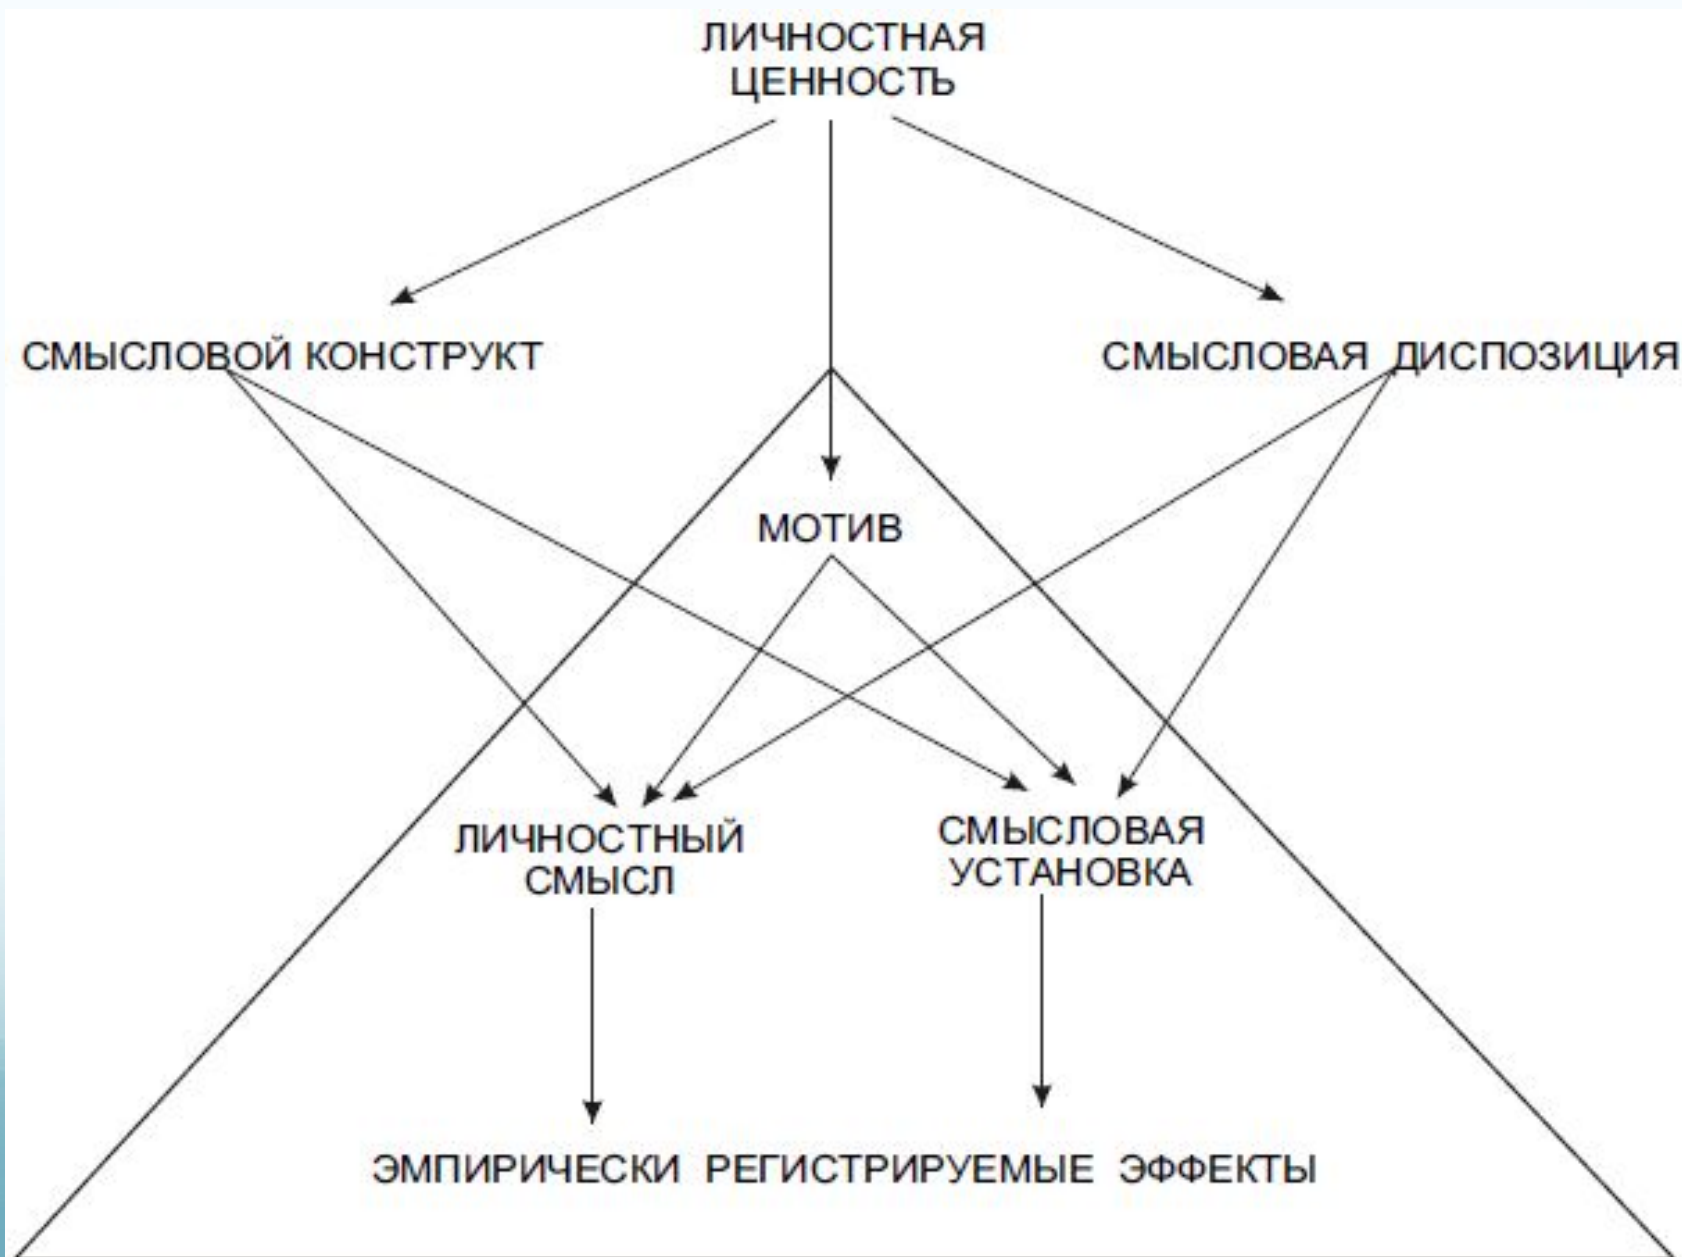 ЛИЧНОСТНАЯ
ЦЕННОСТЬ
СМЫСЛОВОЙ КОНСТРУКТ
СМЫСЛОВАЯ ДИСПОЗИЦИЯ
МОТИВ
ЛИЧНОСТНЫЙ
СМЫСЛ
СМЫСЛОВАЯ
УСТАНОВКА
ЭМПИРИЧЕСКИ РЕГИСТРИРУЕМЫЕ ЭФФЕКТЫ